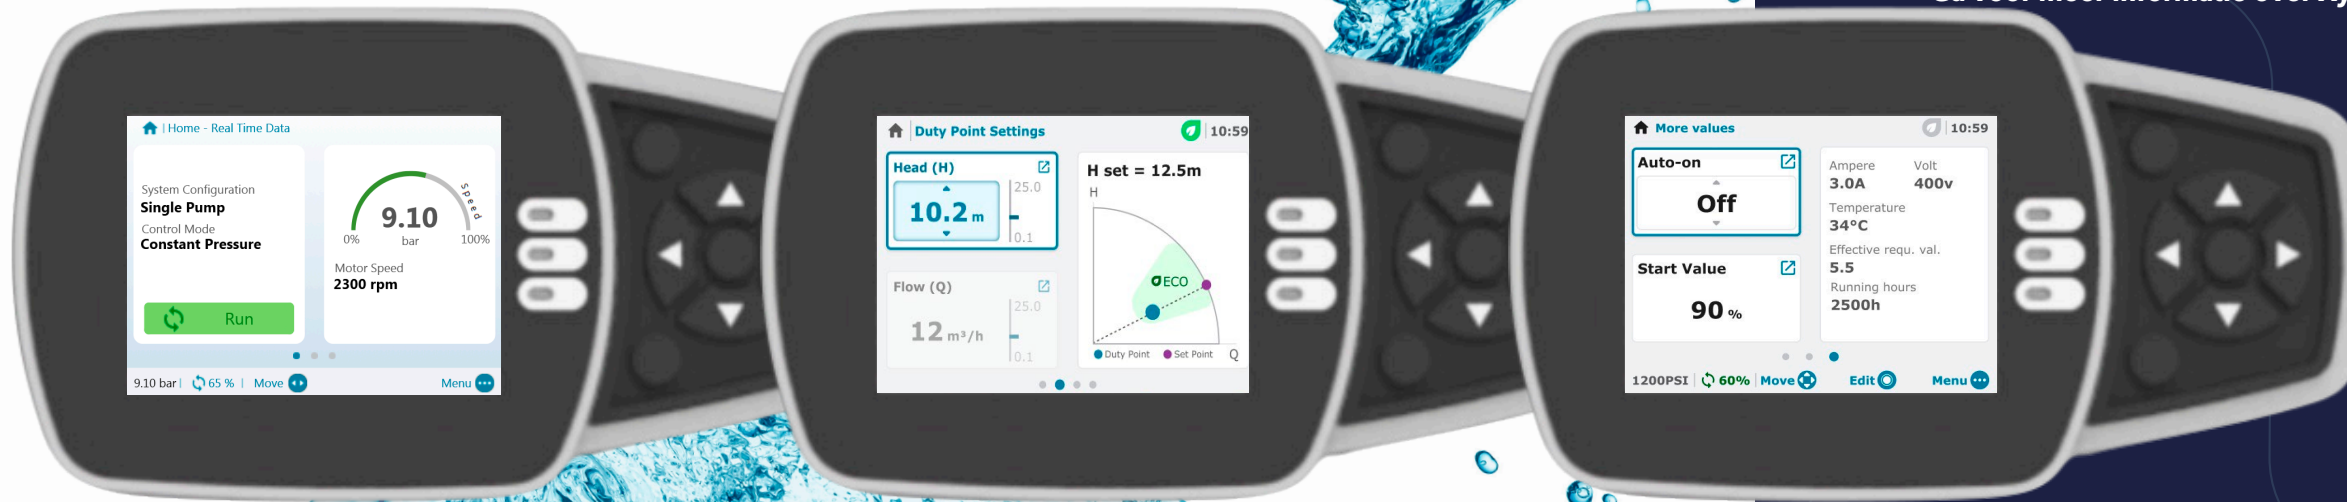 | Home - Real Time Data
System Configuration
Single Pump
Control Mode
Constant Pressure
Run
Speed
9.10
0% bar 100%
Motor Speed
2300 rpm
9.10 bar | 65 % | Move
Menu
Duty Point Settings
10:59
Head (H)
25.0
10.2 m
0.1
Flow (Q)
25.0
12 m³/h
0.1
H set = 12.5m
H
ECO
Duty Point Set Point Q
More values
10:59
Auto-on
Off
Start Value
90 %
Ampere Volt
3.0A 400v
Temperature
34°C
Effective requ. val.
5.5
Running hours
2500h
1200PSI 60% Move Edit Menu